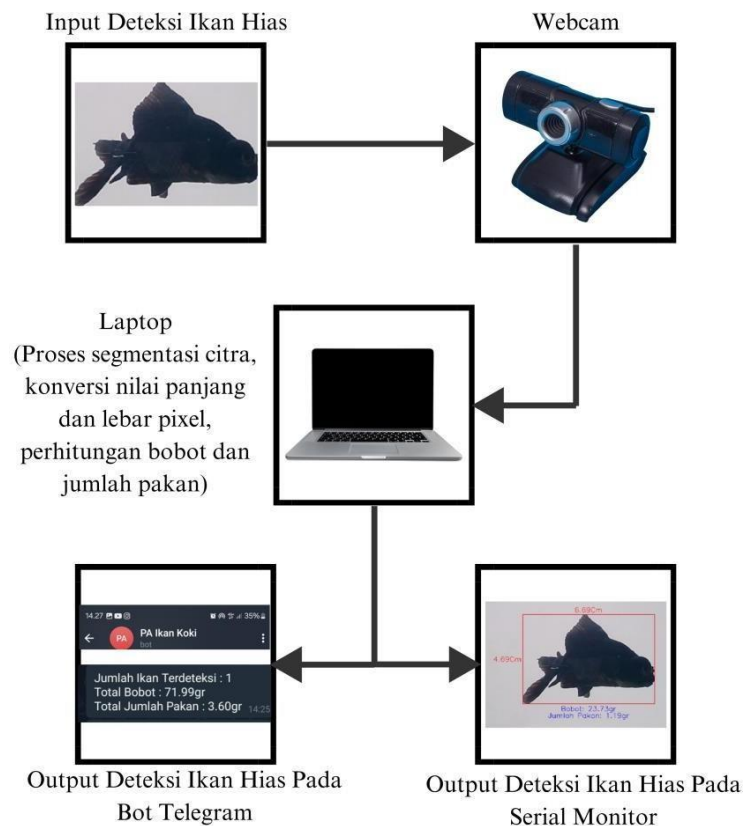 Input Deteksi Ikan Hias
Webcam
Laptop
(Proses segmentasi citra,
konversi nilai panjang
dan lebar pixel,
perhitungan bobot dan
jumlah pakan)
14.27
35%
PA
PA Ikan Koki
bot
Jumlah Ikan Terdeteksi : 1
Total Bobot : 71.99gr
Total Jumlah Pakan : 3.60gr
14:25
6.69Cm
4.69Cm
Bobot: 23.73gr
Jumlah Pakan: 1.19gr
Output Deteksi Ikan Hias Pada
Bot Telegram
Output Deteksi Ikan Hias Pada
Serial Monitor